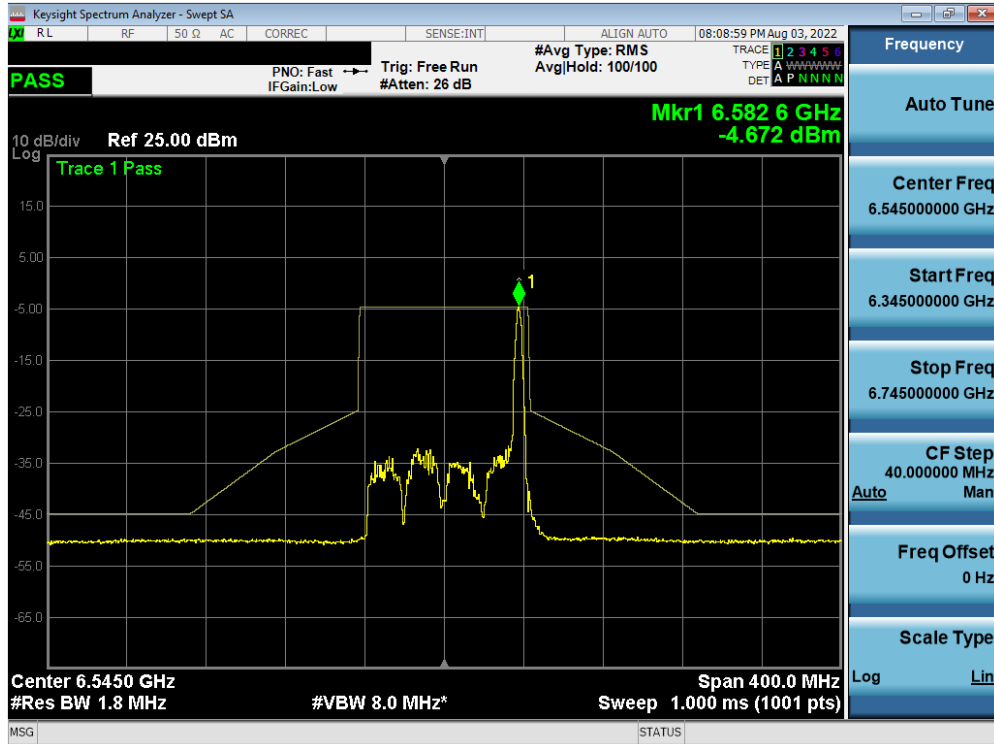 Keysight Spectrum Analyzer - Swept SA
LXI RL RF 50 Ω AC CORREC SENSE:INT ALIGN AUTO 08:08:59 PM Aug 03, 2022
PASS
PNO: Fast
IFGain:Low
Trig: Free Run
#Atten: 26 dB
#Avg Type: RMS
Avg|Hold: 100/100
TRACE 1 2 3 4 5 6
TYPE A WWWWW
DET A P N N N N
Mkr1 6.582 6 GHz
-4.672 dBm
10 dB/div Ref 25.00 dBm
Log
Trace 1 Pass
15.0
5.00
1
-5.00
-15.0
-25.0
-35.0
-45.0
-55.0
-65.0
Center 6.5450 GHz Span 400.0 MHz
#Res BW 1.8 MHz #VBW 8.0 MHz* Sweep 1.000 ms (1001 pts)
MSG STATUS
Frequency
Auto Tune
Center Freq
6.545000000 GHz
Start Freq
6.345000000 GHz
Stop Freq
6.745000000 GHz
CF Step
40.000000 MHz
Auto Man
Freq Offset
0 Hz
Scale Type
Log Lin